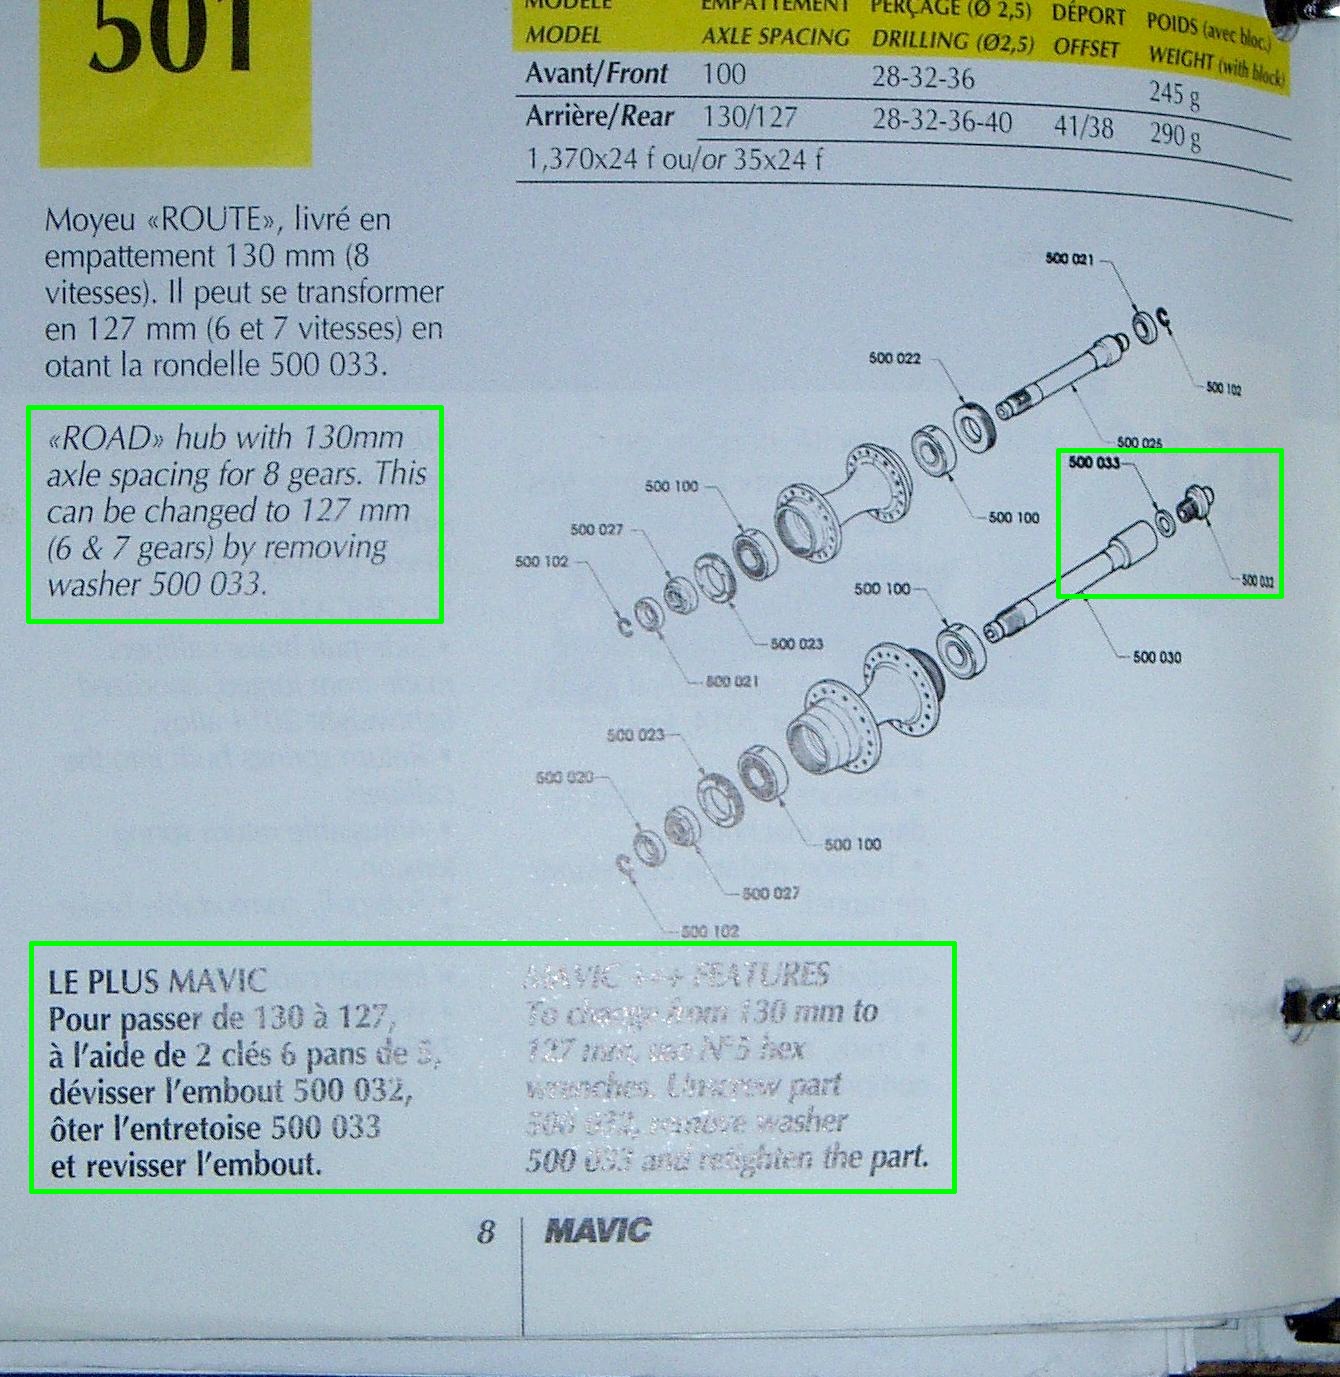 501
MODÈLE EMPATTEMENT PERÇAGE (Ø 2,5) DÉPORT POIDS (avec bloc.)
MODEL AXLE SPACING DRILLING (Ø2,5) OFFSET WEIGHT (with block)
Avant/Front 100 28-32-36 245 g
Arrière/Rear 130/127 28-32-36-40 41/38 290 g
1,370x24 f ou/or 35x24 f
Moyeu «ROUTE», livré en
empattement 130 mm (8
vitesses). Il peut se transformer
en 127 mm (6 et 7 vitesses) en
otant la rondelle 500 033.
«ROAD» hub with 130mm
axle spacing for 8 gears. This
can be changed to 127 mm
(6 & 7 gears) by removing
washer 500 033.
500 021
500 022
500 102
500 025
500 033
500 100
500 100
500 027
500 102
500 032
500 100
500 023
500 030
500 021
500 023
500 020
500 100
500 027
500 102
LE PLUS MAVIC
Pour passer de 130 à 127,
à l'aide de 2 clés 6 pans de 5,
dévisser l'embout 500 032,
ôter l'entretoise 500 033
et revisser l'embout.
MAVIC +++ FEATURES
To change from 130 mm to
127 mm, use N°5 hex
wrenches. Unscrew part
500 032, remove washer
500 033 and retighten the part.
8 MAVIC